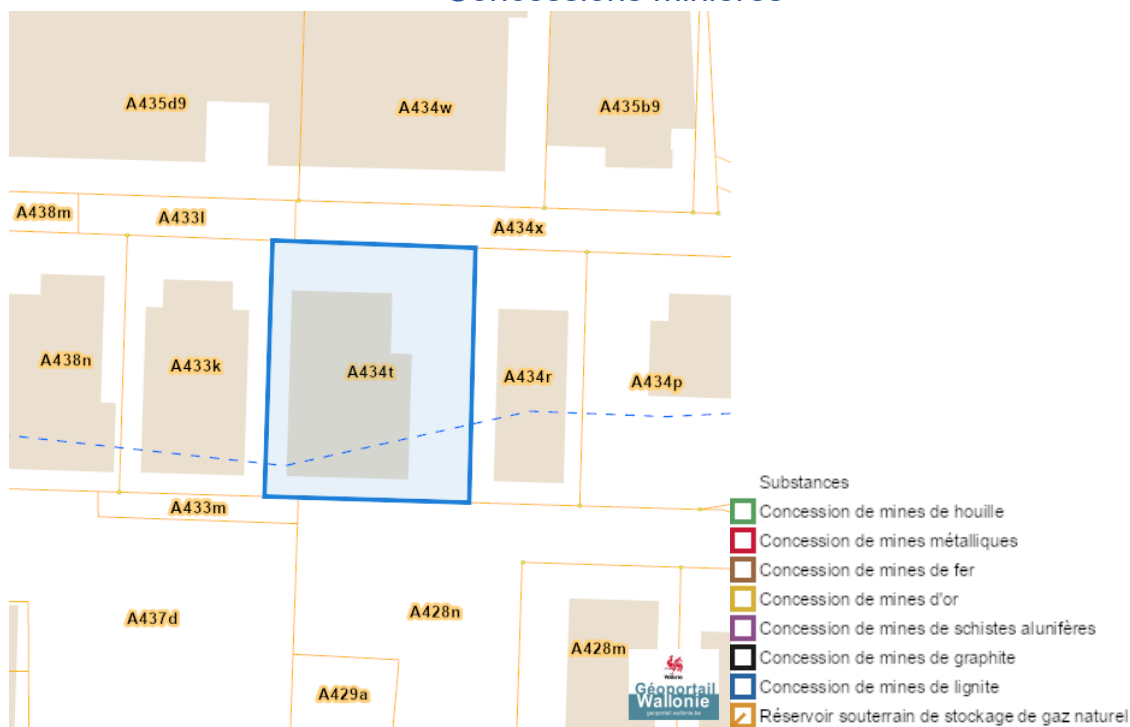 Concessions minières
A435d9
A434w
A435b9
A438m
A433l
A434x
A438n
A433k
A434t
A434r
A434p
A433m
A437d
A428n
A428m
A429a
Wallonie
Géoportail
Wallonie
geoportail.wallonie.be
Substances
Concession de mines de houille
Concession de mines métalliques
Concession de mines de fer
Concession de mines d'or
Concession de mines de schistes alunifères
Concession de mines de graphite
Concession de mines de lignite
Réservoir souterrain de stockage de gaz naturel